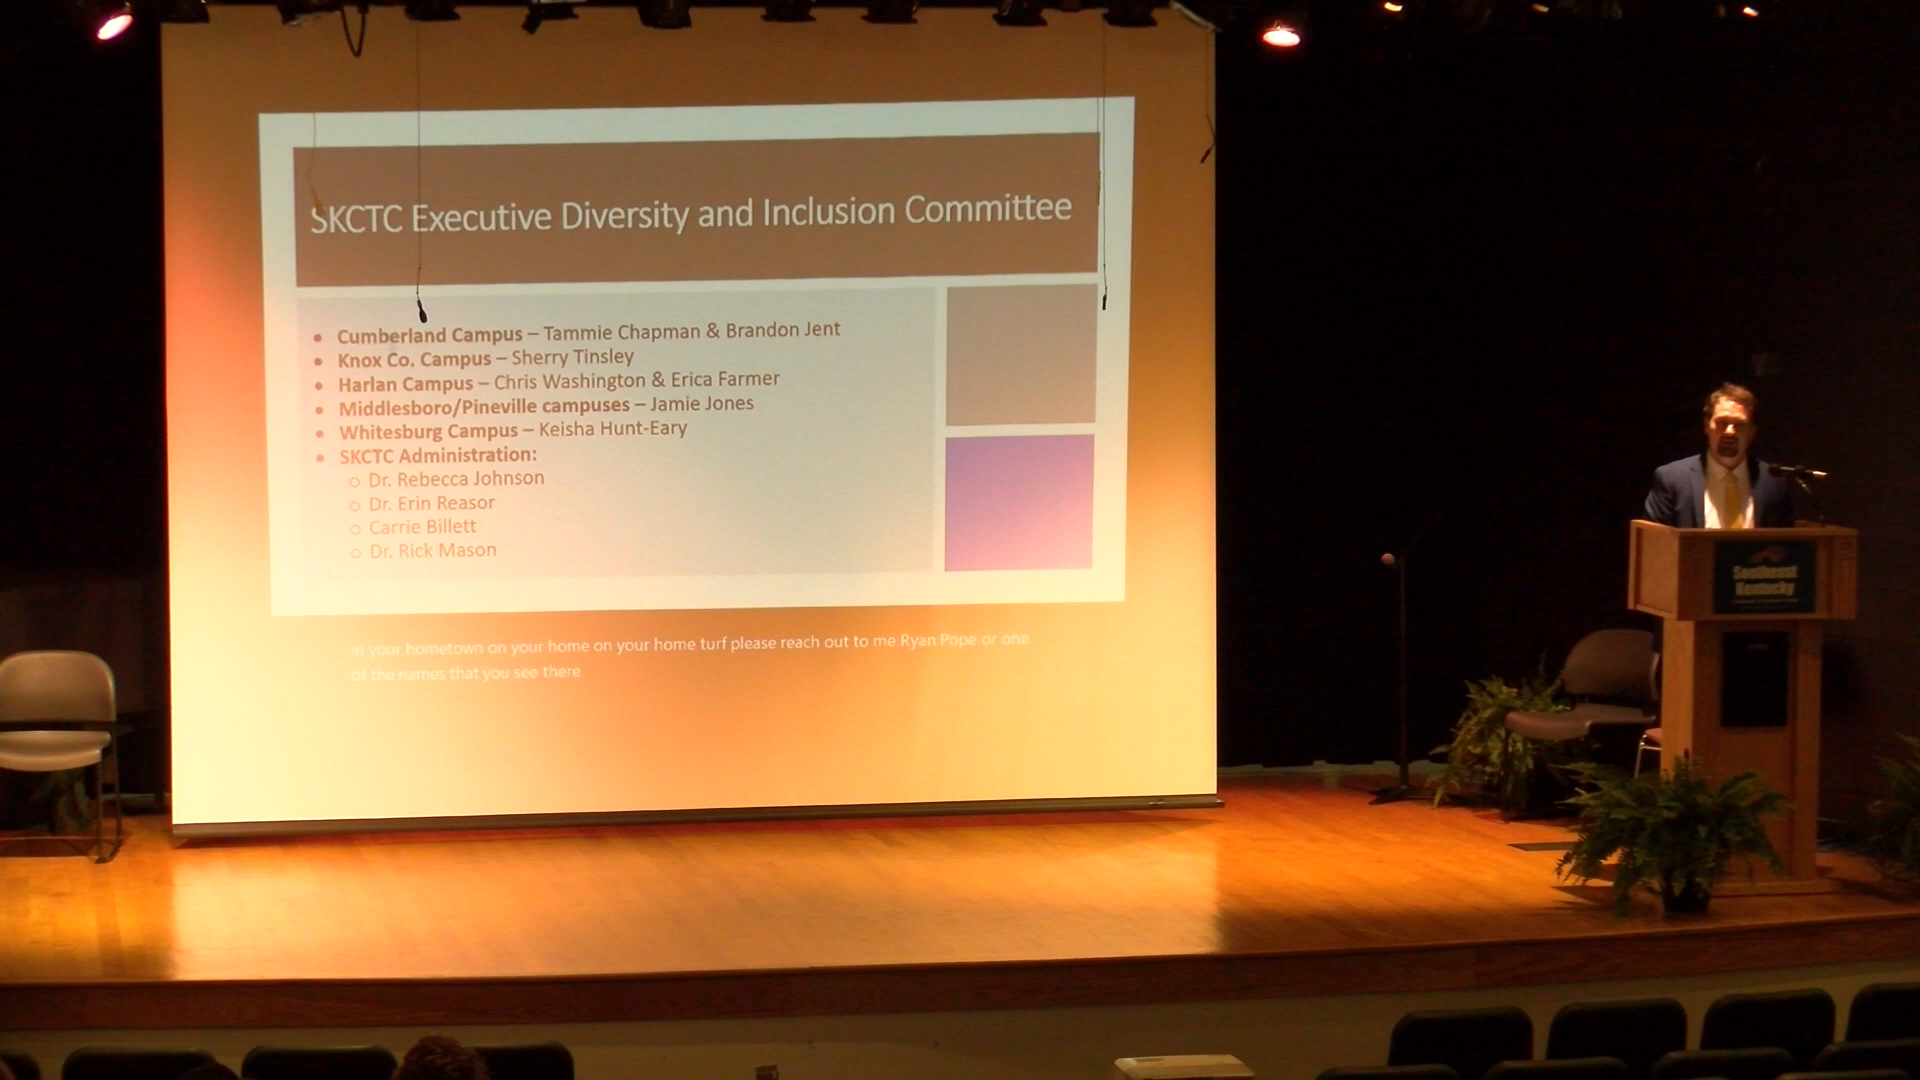 SKCTC Executive Diversity and Inclusion Committee
• Cumberland Campus – Tammie Chapman & Brandon Jent
• Knox Co. Campus – Sherry Tinsley
• Harlan Campus – Chris Washington & Erica Farmer
• Middlesboro/Pineville campuses – Jamie Jones
• Whitesburg Campus – Keisha Hunt-Eary
• SKCTC Administration:
o Dr. Rebecca Johnson
o Dr. Erin Reasor
o Carrie Billett
o Dr. Rick Mason
in your hometown on your home on your home turf please reach out to me Ryan Pope or one
of the names that you see there
Southeast
Kentucky